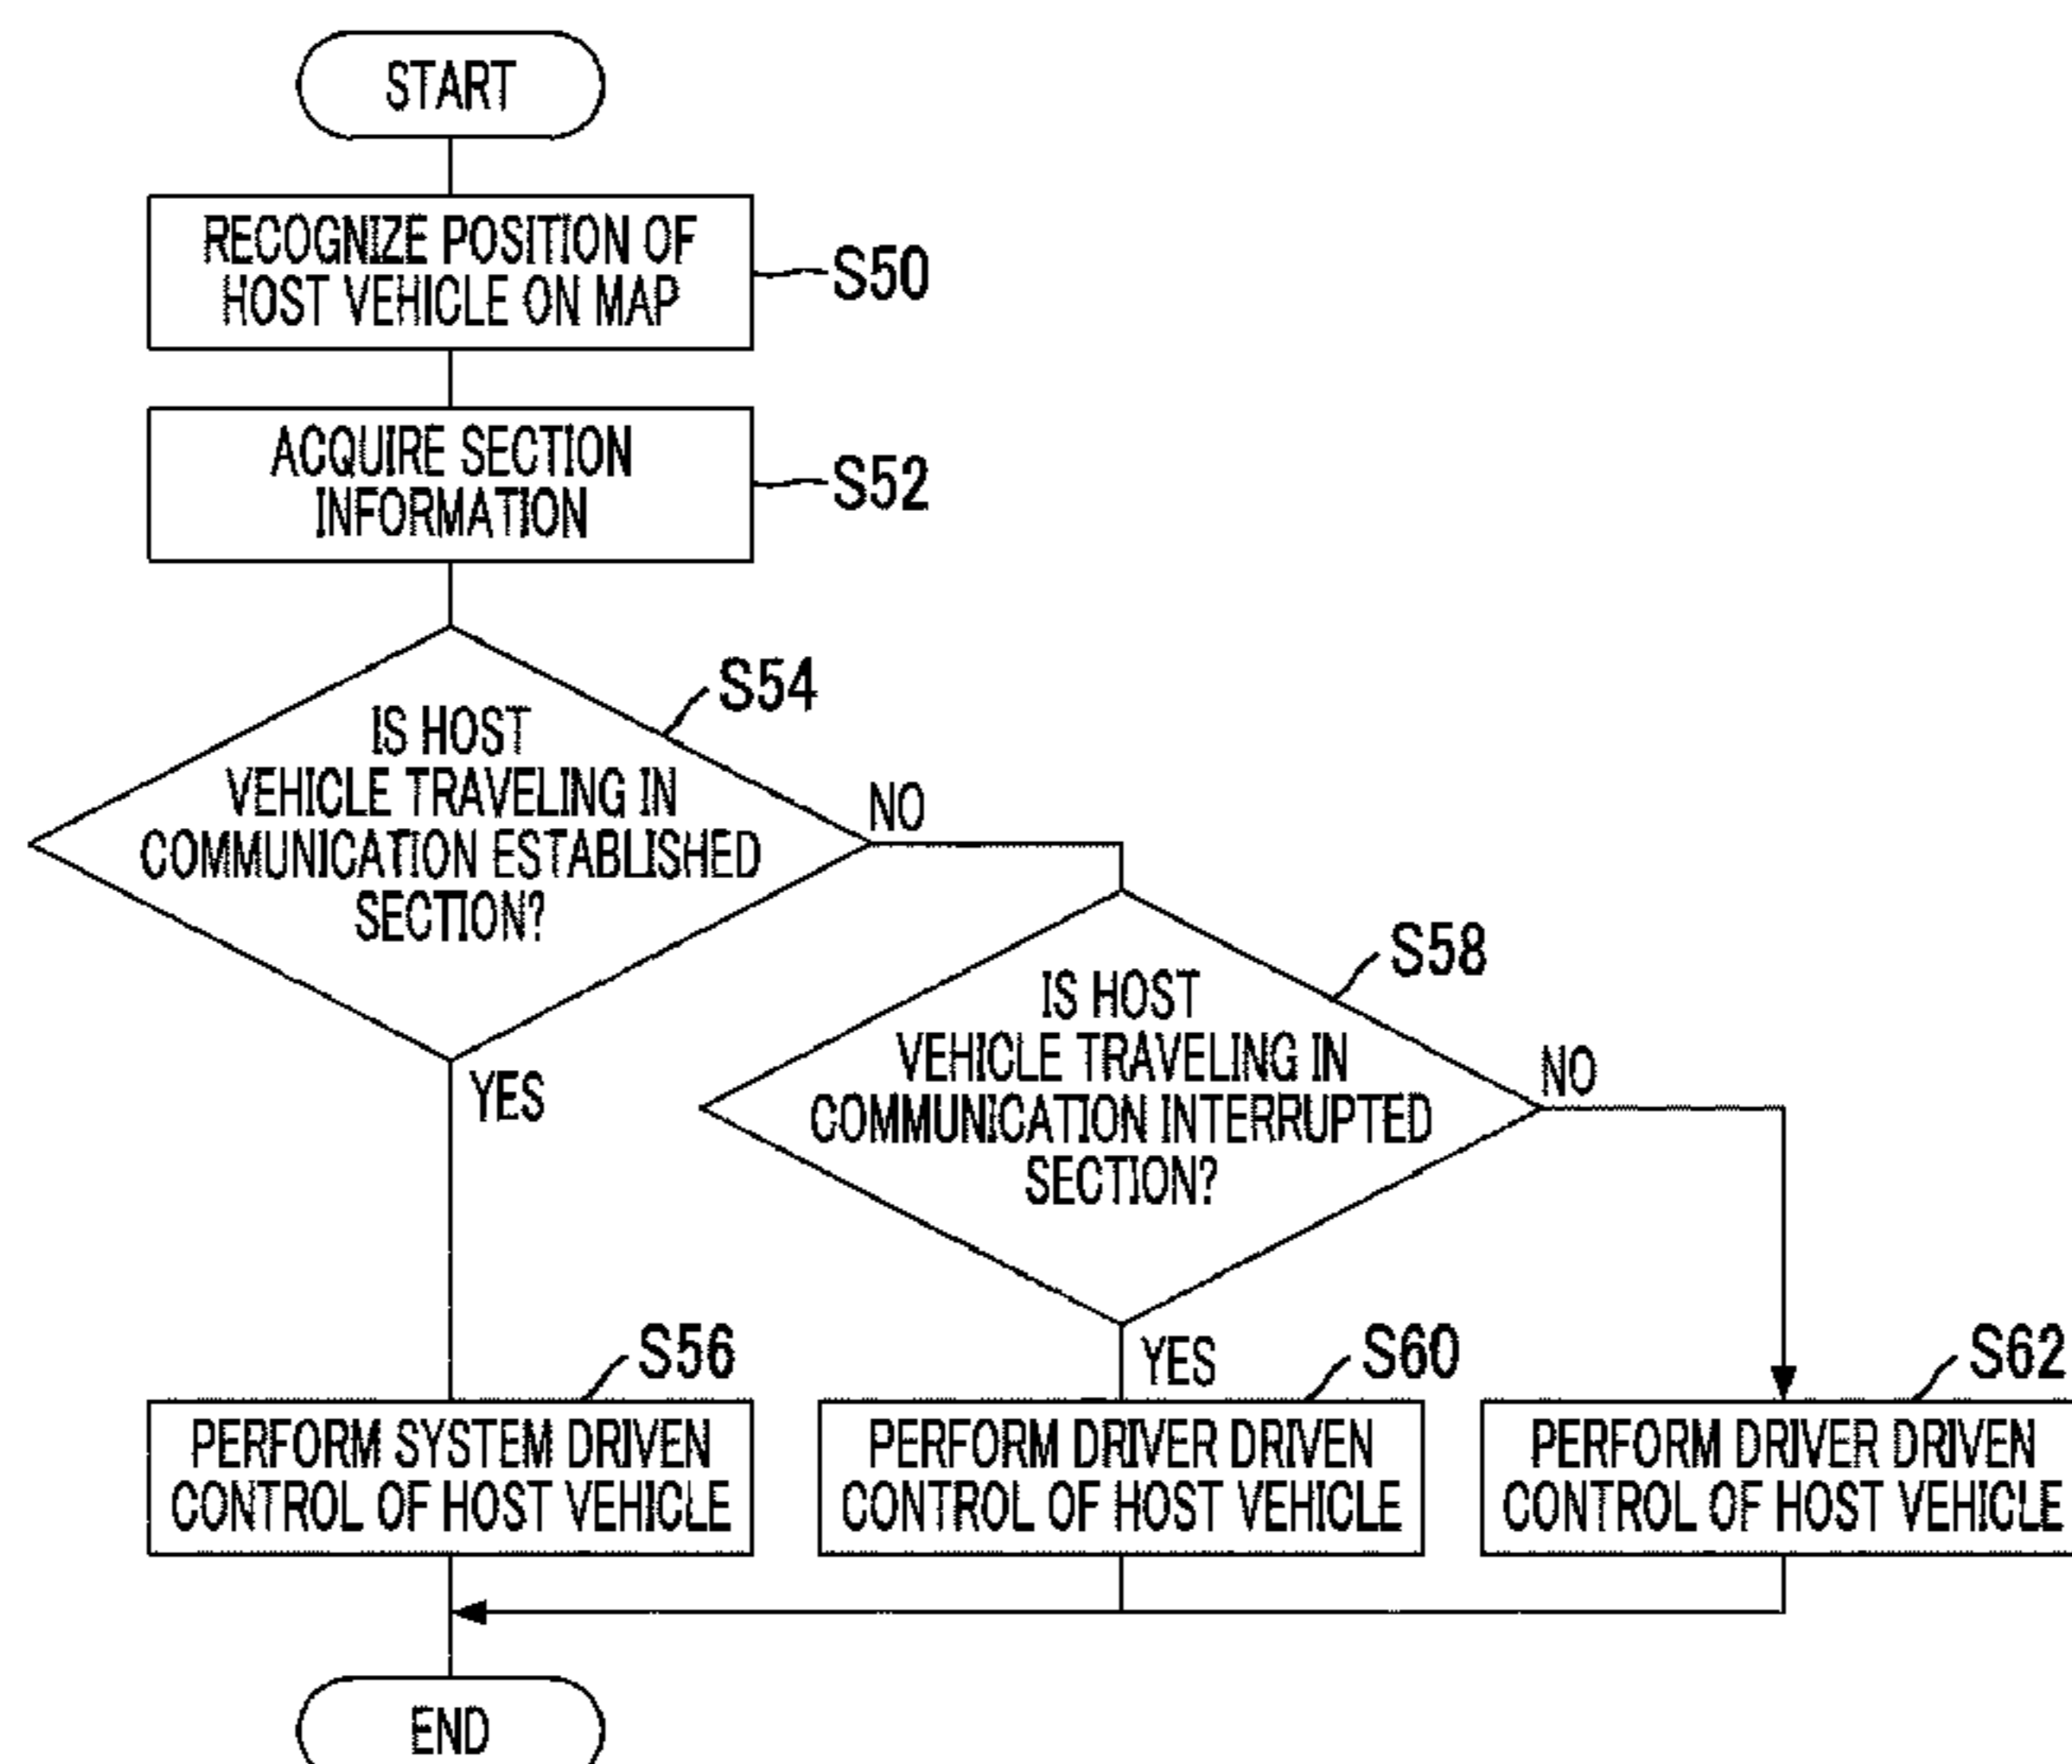 START
RECOGNIZE POSITION OF
HOST VEHICLE ON MAP
S50
ACQUIRE SECTION
INFORMATION
S52
S54
IS HOST
VEHICLE TRAVELING IN
COMMUNICATION ESTABLISHED
SECTION?
NO
YES
S58
IS HOST
VEHICLE TRAVELING IN
COMMUNICATION INTERRUPTED
SECTION?
NO
YES
S56
PERFORM SYSTEM DRIVEN
CONTROL OF HOST VEHICLE
S60
PERFORM DRIVER DRIVEN
CONTROL OF HOST VEHICLE
S62
PERFORM DRIVER DRIVEN
CONTROL OF HOST VEHICLE
END